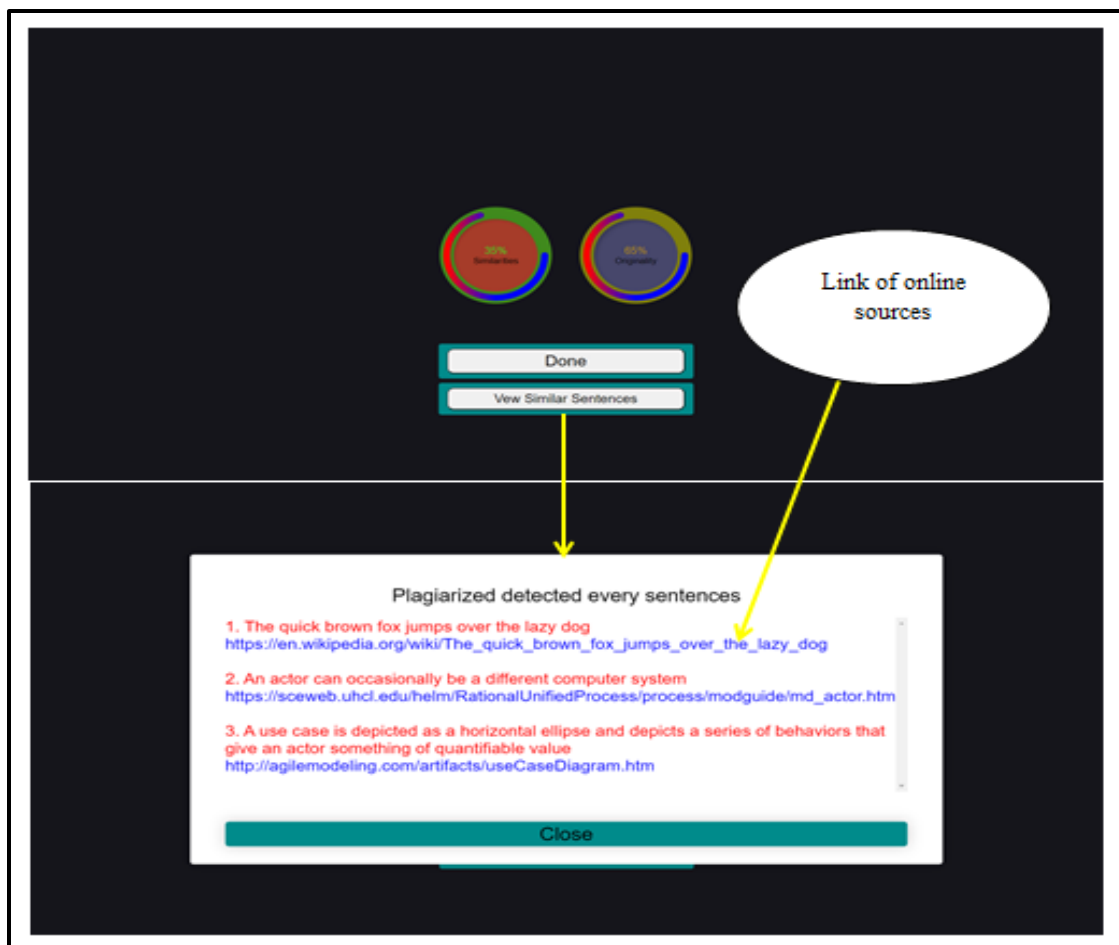 35%
Similarities
65%
Originality
Link of online
sources
Done
Vew Similar Sentences
Plagiarized detected every sentences
1. The quick brown fox jumps over the lazy dog
https://en.wikipedia.org/wiki/The_quick_brown_fox_jumps_over_the_lazy_dog
2. An actor can occasionally be a different computer system
https://sceweb.uhcl.edu/helm/RationalUnifiedProcess/process/modguide/md_actor.htm
3. A use case is depicted as a horizontal ellipse and depicts a series of behaviors that
give an actor something of quantifiable value
http://agilemodeling.com/artifacts/useCaseDiagram.htm
Close